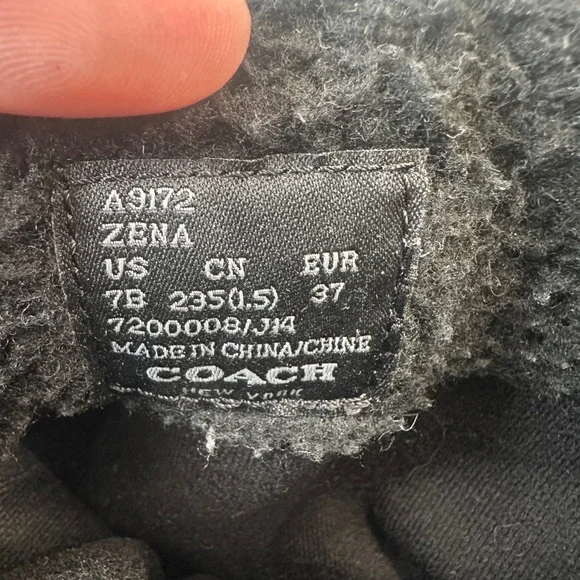 A9172
ZENA
US CN EUR
7B 235(1.5) 37
7200008/J14
MADE IN CHINA/CHINE
COACH
NEW YORK